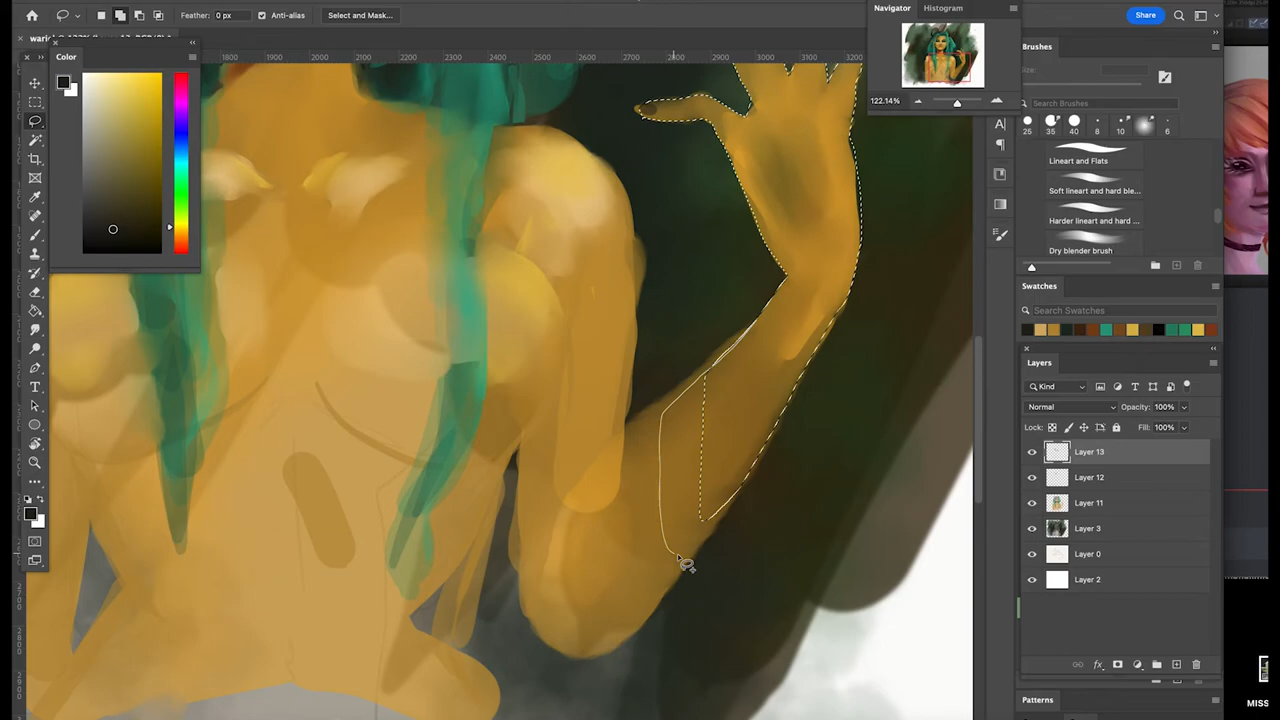 Feather: 0 px Anti-alias Select and Mask...
Share
Navigator Histogram
122.14%
Color
1800 1900 2000 2100 2200 2300 2400 2500 2600 2700 2800 2900 3000 3100 3200
Brushes
Size:
Search Brushes
25 35 40 8 10 6
Lineart and Flats
Soft lineart and hard ble...
Harder lineart and hard ...
Dry blender brush
Swatches
Search Swatches
Layers
Kind
Normal Opacity: 100%
Lock: Fill: 100%
Layer 13
Layer 12
Layer 11
Layer 3
Layer 0
Layer 2
Patterns
MISS